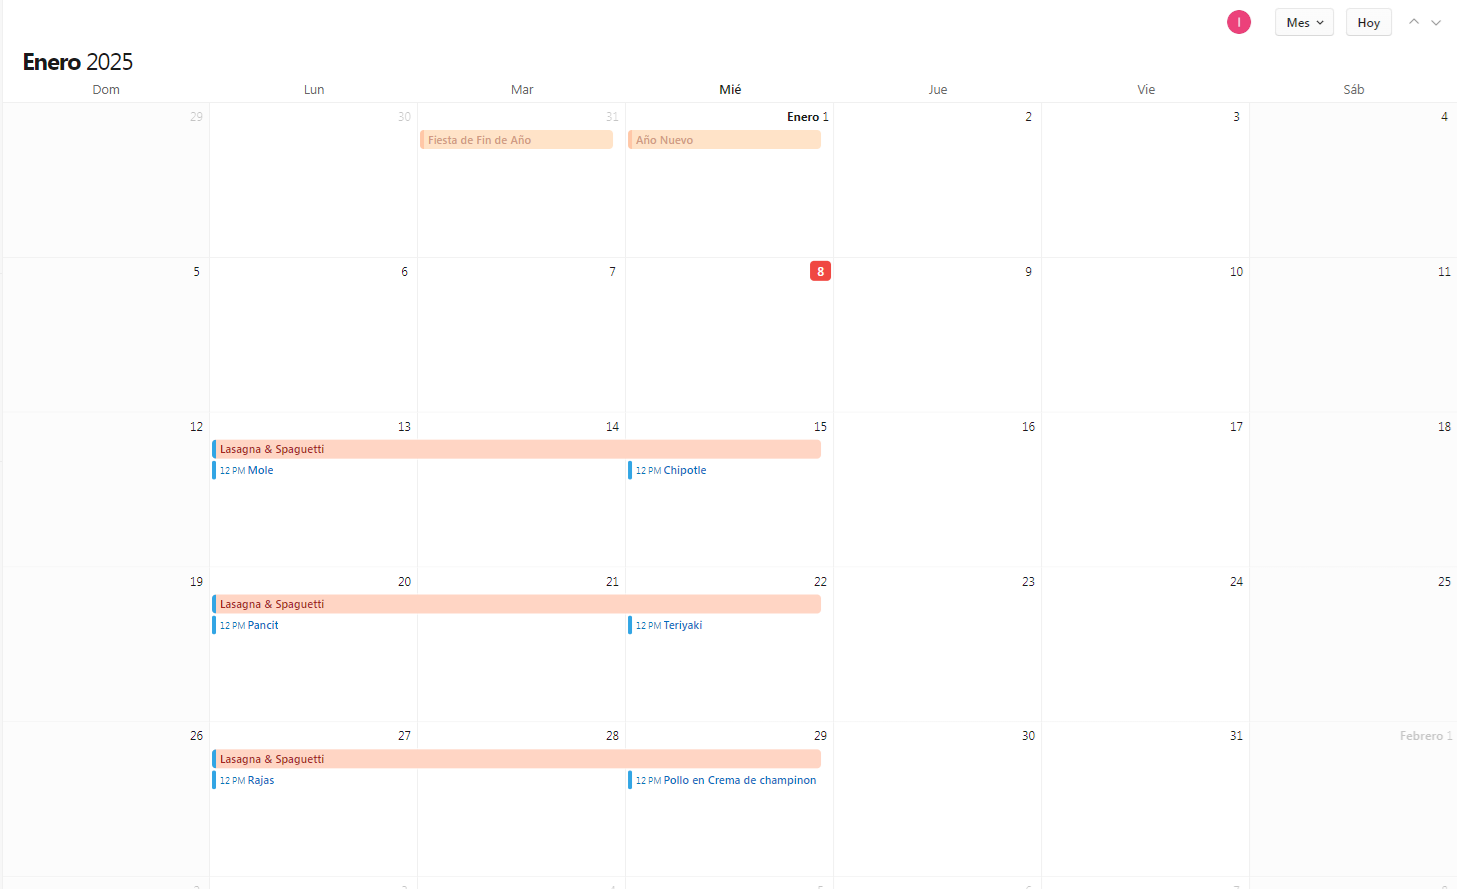 I Mes Hoy
Enero 2025
Dom Lun Mar Mié Jue Vie Sáb
29 30 31 Enero 1 2 3 4
Fiesta de Fin de Año Año Nuevo
5 6 7 8 9 10 11
12 13 14 15 16 17 18
Lasagna & Spaguetti
12 PM Mole 12 PM Chipotle
19 20 21 22 23 24 25
Lasagna & Spaguetti
12 PM Pancit 12 PM Teriyaki
26 27 28 29 30 31 Febrero 1
Lasagna & Spaguetti
12 PM Rajas 12 PM Pollo en Crema de champinon